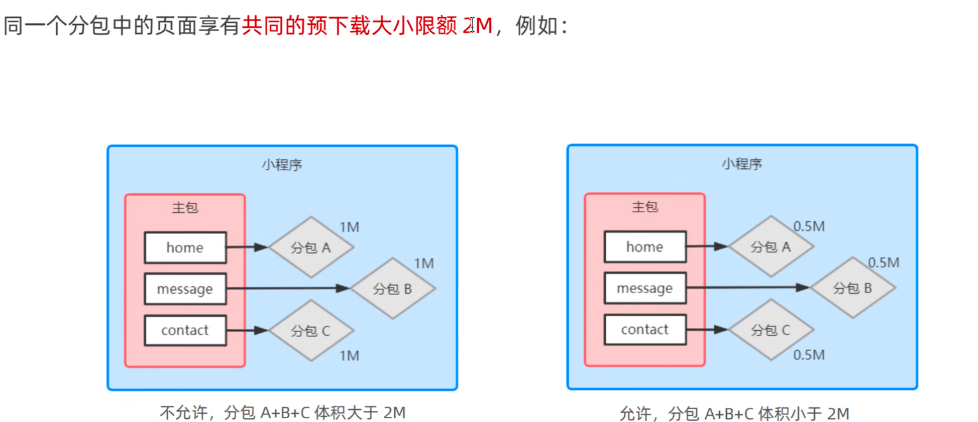 同一个分包中的页面享有共同的预下载大小限额 2M，例如：
小程序
主包
home
message
contact
分包 A
1M
分包 B
1M
分包 C
1M
不允许，分包 A+B+C 体积大于 2M
小程序
主包
home
message
contact
分包 A
0.5M
分包 B
0.5M
分包 C
0.5M
允许，分包 A+B+C 体积小于 2M